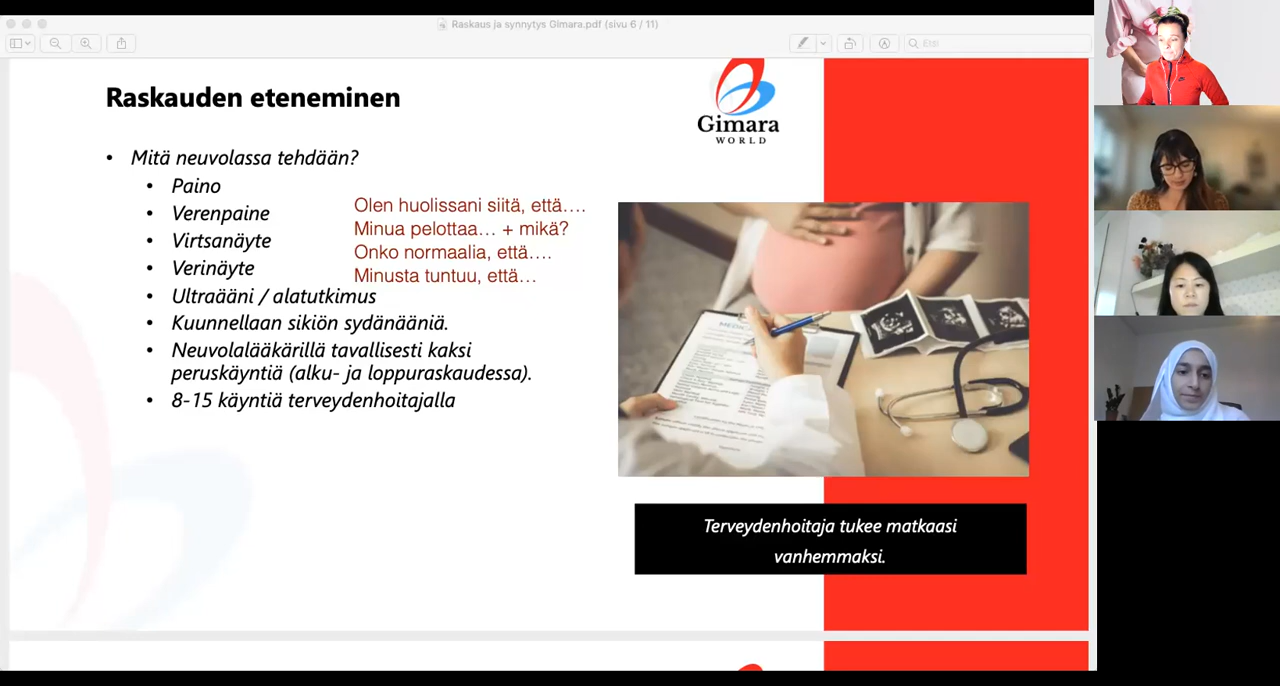 Raskaus ja synnytys Gimara.pdf (sivu 6 / 11)
Etsi
Raskauden eteneminen
Gimara
WORLD
• Mitä neuvolassa tehdään?
• Paino
• Verenpaine
• Virtsanäyte
• Verinäyte
• Ultraääni / alatutkimus
• Kuunnellaan sikiön sydänääniä.
• Neuvolalääkärillä tavallisesti kaksi
peruskäyntiä (alku- ja loppuraskaudessa).
• 8-15 käyntiä terveydenhoitajalla
Olen huolissani siitä, että….
Minua pelottaa… + mikä?
Onko normaalia, että….
Minusta tuntuu, että…
Terveydenhoitaja tukee matkaasi
vanhemmaksi.